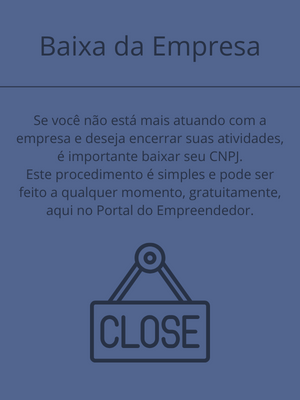 Baixa da Empresa
Se você não está mais atuando com a
empresa e deseja encerrar suas atividades,
é importante baixar seu CNPJ.
Este procedimento é simples e pode ser
feito a qualquer momento, gratuitamente,
aqui no Portal do Empreendedor.
CLOSE